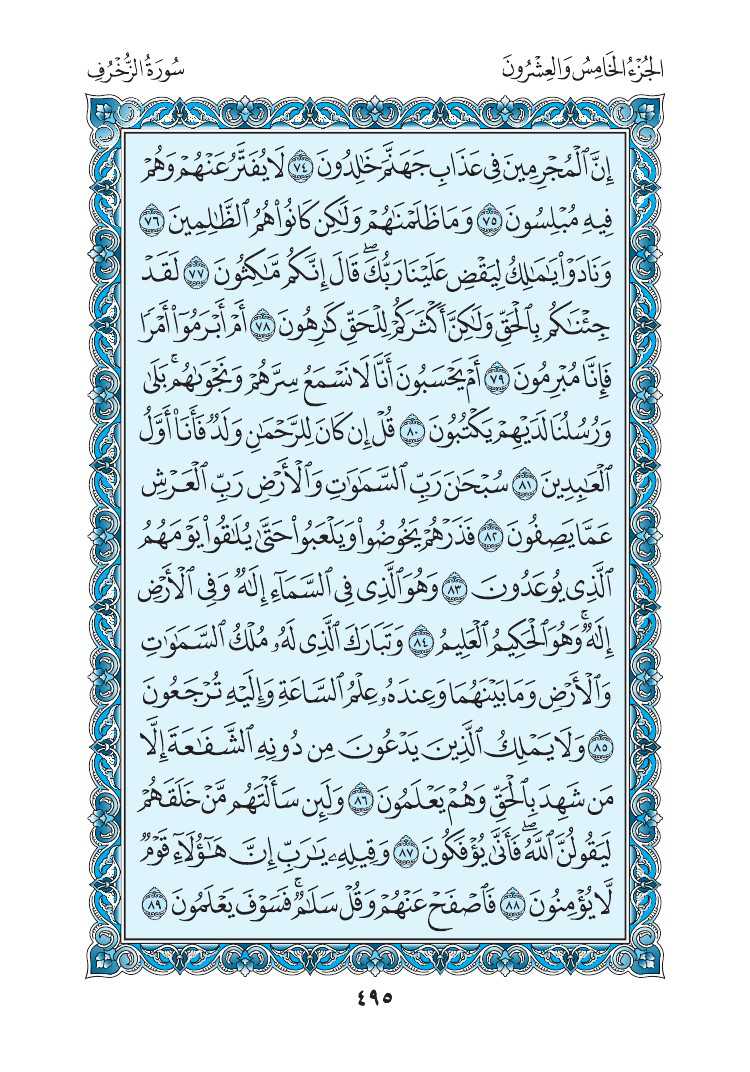 الجُزْءُ الخَامِسُ وَالعِشْرُونَ
سُورَةُ الزُّخْرُفِ
إِنَّ ٱلْمُجْرِمِينَ فِي عَذَابِ جَهَنَّمَ خَٰلِدُونَ ٧٤ لَا يُفَتَّرُ عَنْهُمْ وَهُمْ
فِيهِ مُبْلِسُونَ ٧٥ وَمَا ظَلَمْنَٰهُمْ وَلَٰكِن كَانُوا۟ هُمُ ٱلظَّٰلِمِينَ ٧٦
وَنَادَوْا۟ يَٰمَٰلِكُ لِيَقْضِ عَلَيْنَا رَبُّكَ ۖ قَالَ إِنَّكُم مَّٰكِثُونَ ٧٧ لَقَدْ
جِئْنَٰكُم بِٱلْحَقِّ وَلَٰكِنَّ أَكْثَرَكُمْ لِلْحَقِّ كَٰرِهُونَ ٧٨ أَمْ أَبْرَمُوٓا۟ أَمْرًا
فَإِنَّا مُبْرِمُونَ ٧٩ أَمْ يَحْسَبُونَ أَنَّا لَا نَسْمَعُ سِرَّهُمْ وَنَجْوَىٰهُم ۚ بَلَىٰ
وَرُسُلُنَا لَدَيْهِمْ يَكْتُبُونَ ٨٠ قُلْ إِن كَانَ لِلرَّحْمَٰنِ وَلَدٌ فَأَنَا۠ أَوَّلُ
ٱلْعَٰبِدِينَ ٨١ سُبْحَٰنَ رَبِّ ٱلسَّمَٰوَٰتِ وَٱلْأَرْضِ رَبِّ ٱلْعَرْشِ
عَمَّا يَصِفُونَ ٨٢ فَذَرْهُمْ يَخُوضُوا۟ وَيَلْعَبُوا۟ حَتَّىٰ يُلَٰقُوا۟ يَوْمَهُمُ
ٱلَّذِي يُوعَدُونَ ٨٣ وَهُوَ ٱلَّذِي فِي ٱلسَّمَآءِ إِلَٰهٌ وَفِي ٱلْأَرْضِ
إِلَٰهٌ ۚ وَهُوَ ٱلْحَكِيمُ ٱلْعَلِيمُ ٨٤ وَتَبَارَكَ ٱلَّذِي لَهُۥ مُلْكُ ٱلسَّمَٰوَٰتِ
وَٱلْأَرْضِ وَمَا بَيْنَهُمَا وَعِندَهُۥ عِلْمُ ٱلسَّاعَةِ وَإِلَيْهِ تُرْجَعُونَ
٨٥ وَلَا يَمْلِكُ ٱلَّذِينَ يَدْعُونَ مِن دُونِهِ ٱلشَّفَٰعَةَ إِلَّا
مَن شَهِدَ بِٱلْحَقِّ وَهُمْ يَعْلَمُونَ ٨٦ وَلَئِن سَأَلْتَهُم مَّنْ خَلَقَهُمْ
لَيَقُولُنَّ ٱللَّهُ ۖ فَأَنَّىٰ يُؤْفَكُونَ ٨٧ وَقِيلِهِۦ يَٰرَبِّ إِنَّ هَٰٓؤُلَآءِ قَوْمٌ
لَّا يُؤْمِنُونَ ٨٨ فَٱصْفَحْ عَنْهُمْ وَقُلْ سَلَٰمٌ ۚ فَسَوْفَ يَعْلَمُونَ ٨٩
٤٩٥